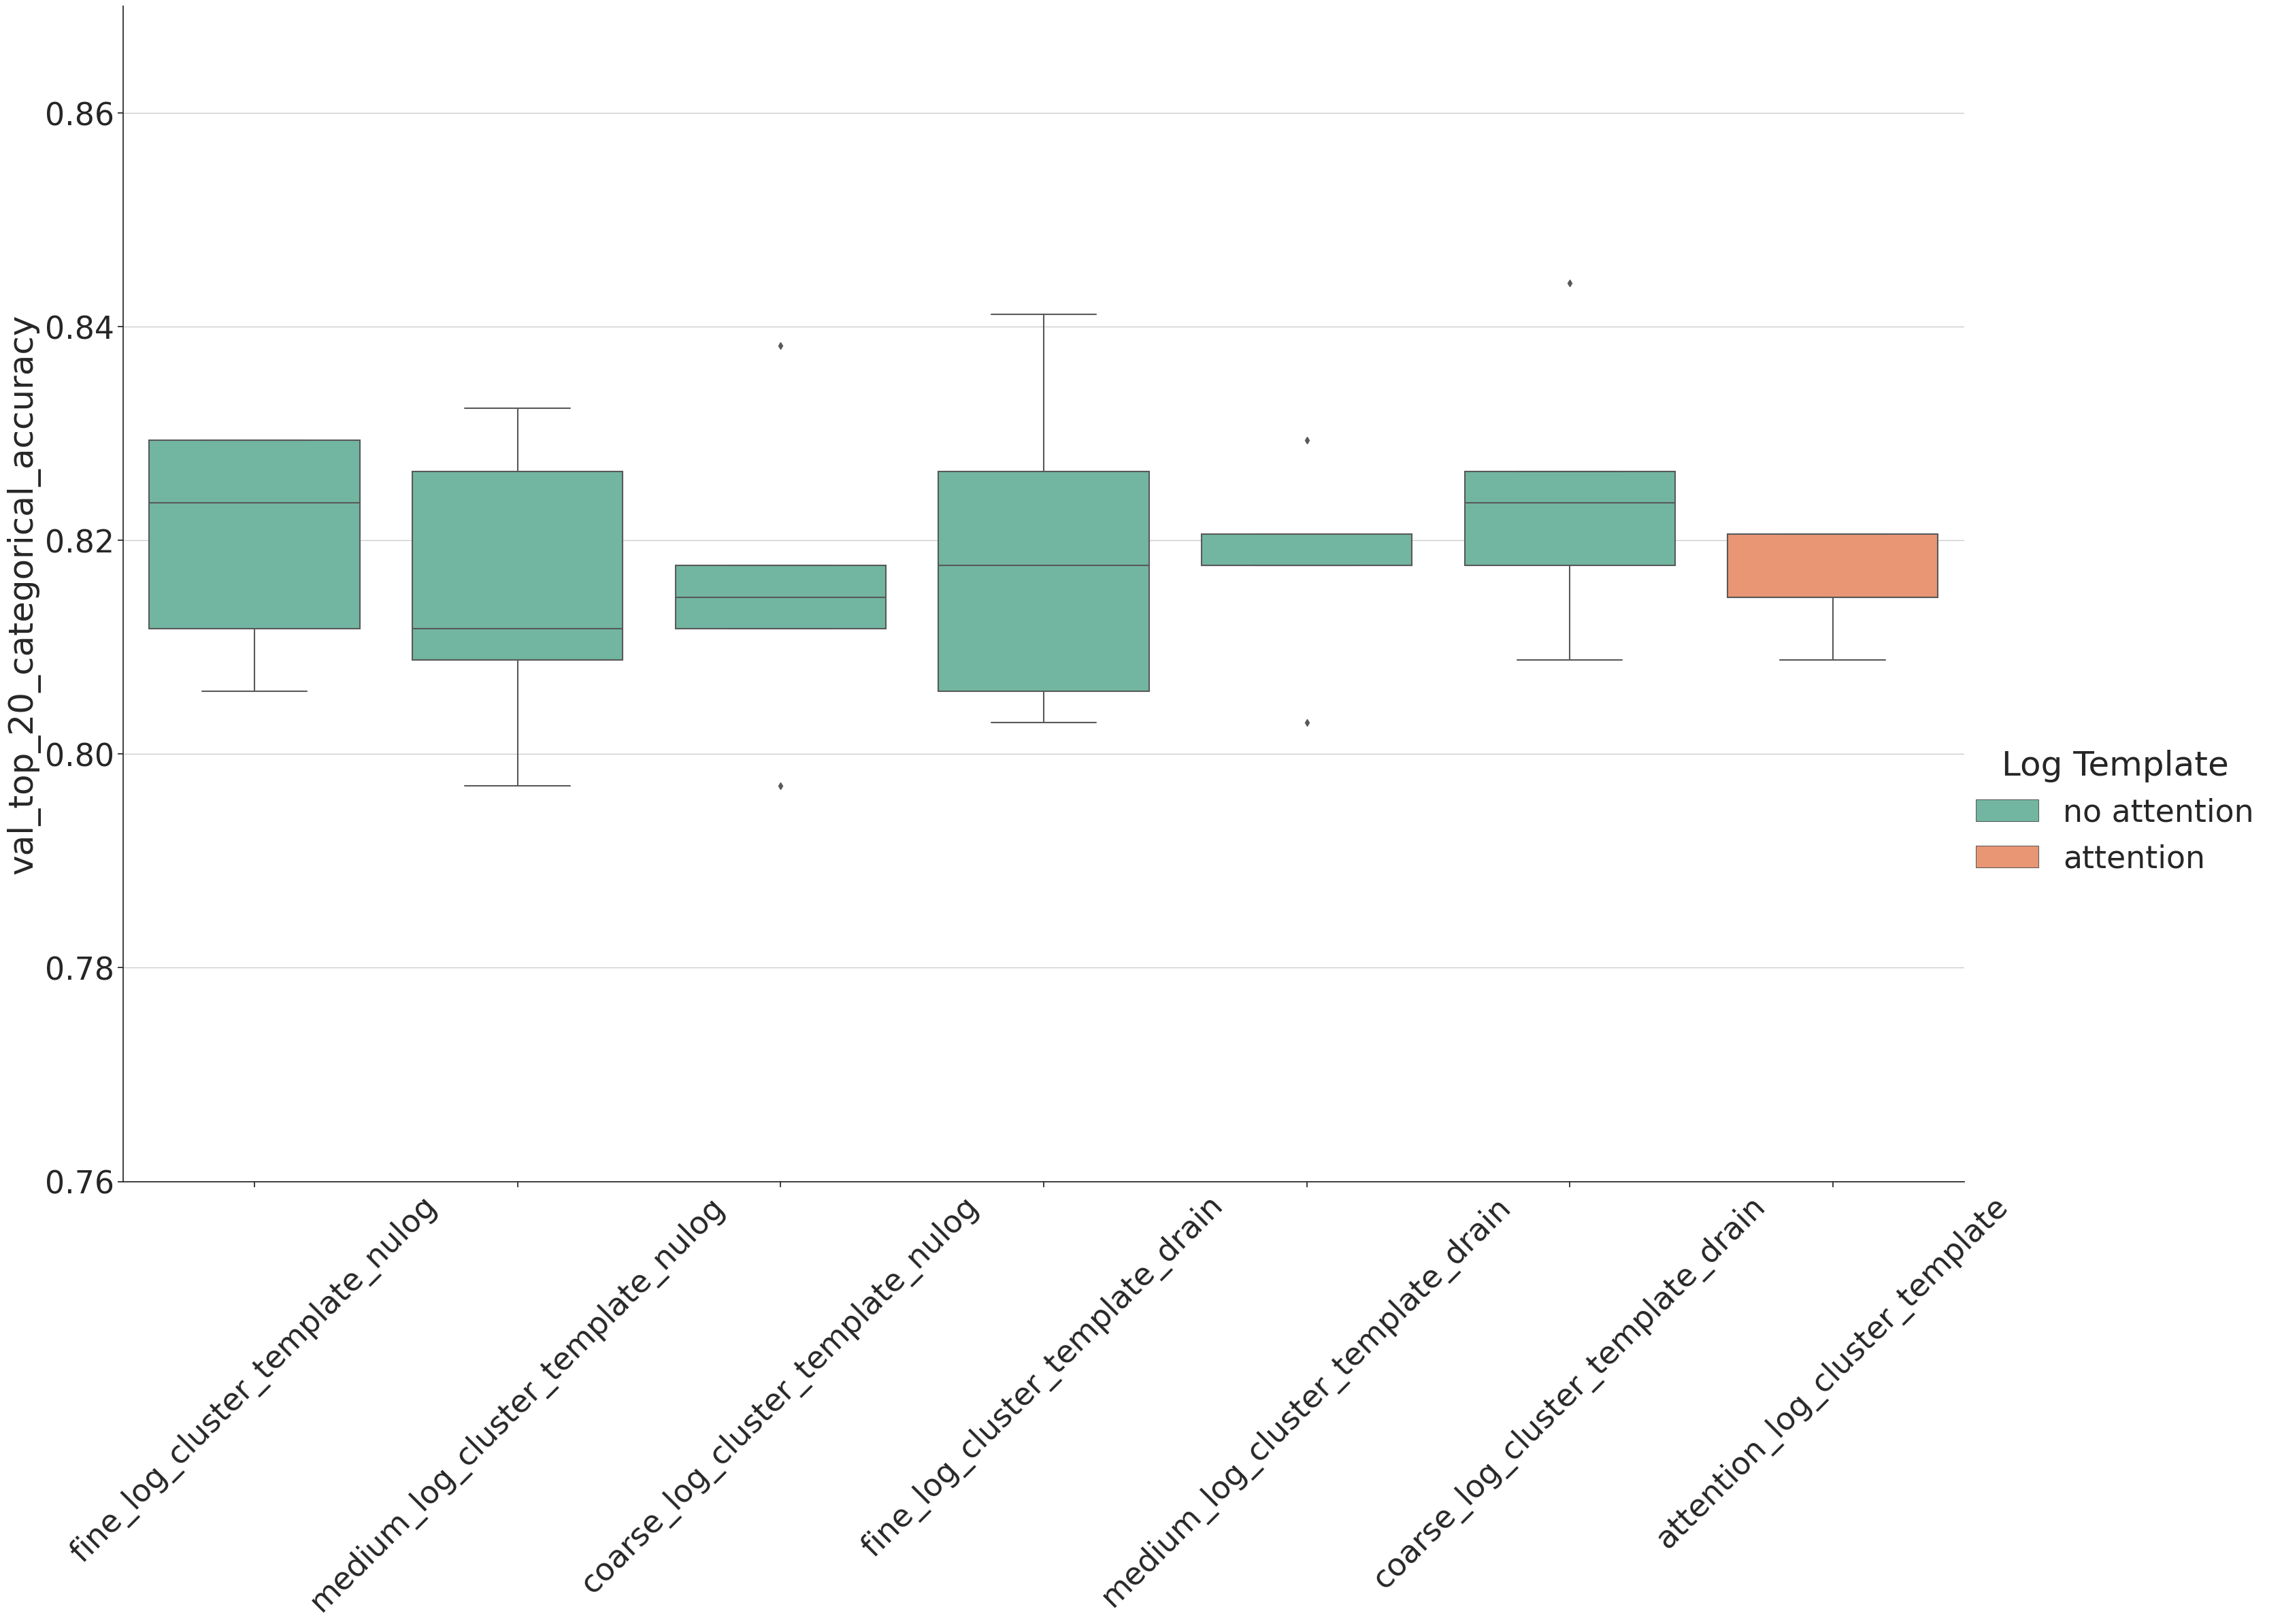 val_top_20_categorical_accuracy
0.86
0.84
0.82
0.80
0.78
0.76
fine_log_cluster_template_nulog
medium_log_cluster_template_nulog
coarse_log_cluster_template_nulog
fine_log_cluster_template_drain
medium_log_cluster_template_drain
coarse_log_cluster_template_drain
attention_log_cluster_template
Log Template
no attention
attention